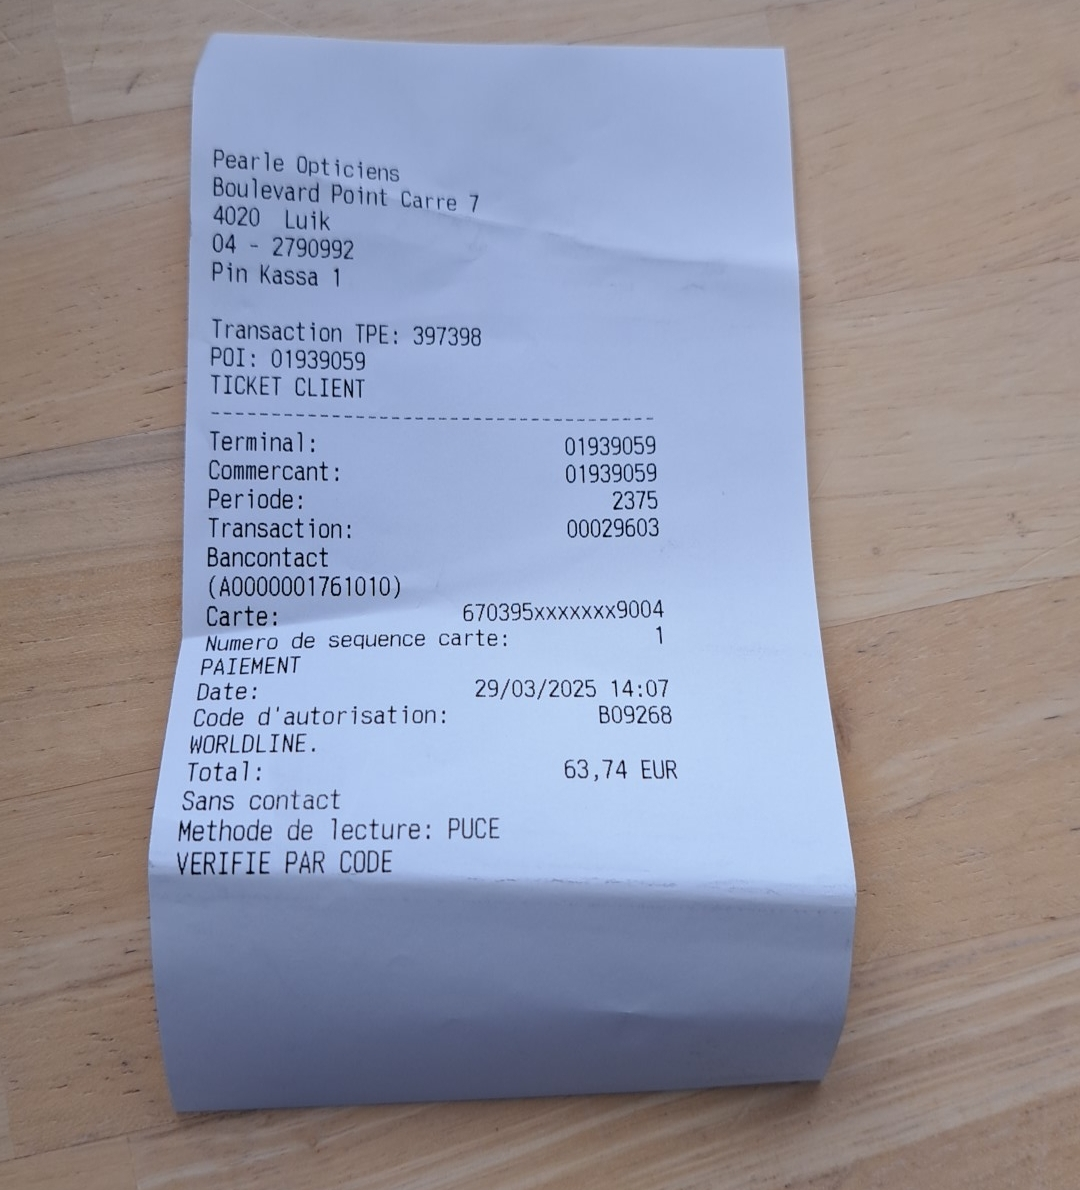 Pearle Opticiens
Boulevard Point Carre 7
4020 Luik
04 - 2790992
Pin Kassa 1
Transaction TPE: 397398
POI: 01939059
TICKET CLIENT
-------------------------------------
Terminal: 01939059
Commercant: 01939059
Periode: 2375
Transaction: 00029603
Bancontact
(A0000001761010)
Carte: 670395xxxxxxx9004
Numero de sequence carte: 1
PAIEMENT
Date: 29/03/2025 14:07
Code d'autorisation: B09268
WORLDLINE.
Total: 63,74 EUR
Sans contact
Methode de lecture: PUCE
VERIFIE PAR CODE